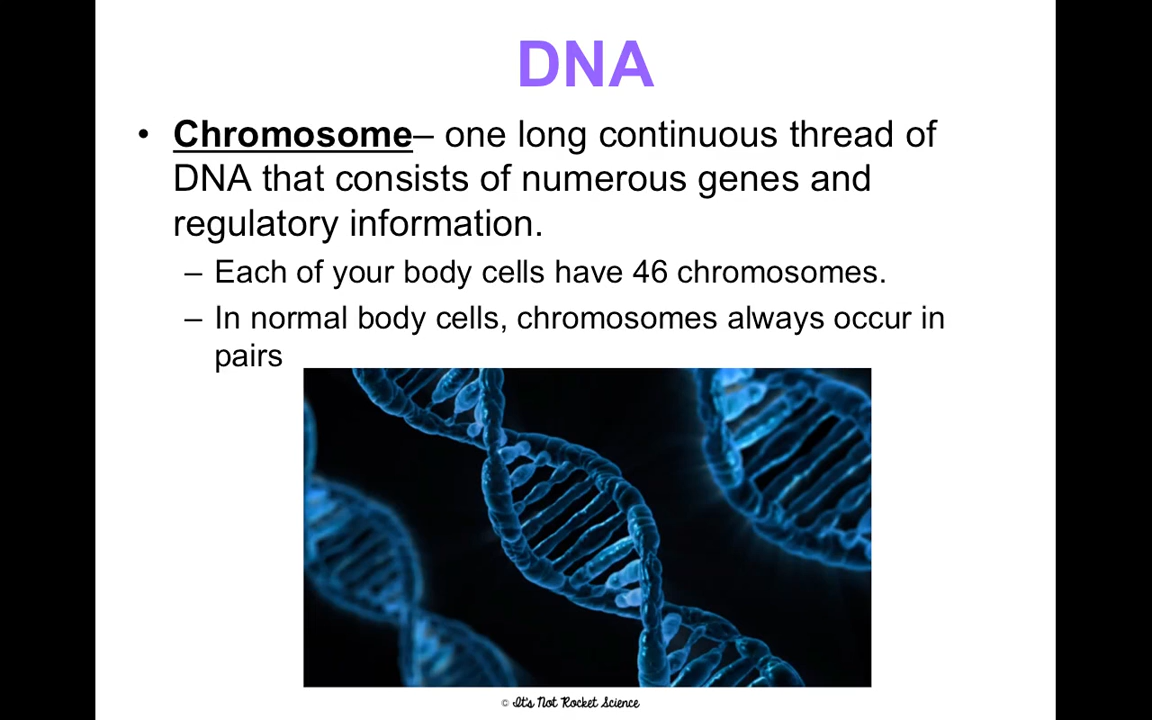 DNA
• Chromosome– one long continuous thread of
DNA that consists of numerous genes and
regulatory information.
– Each of your body cells have 46 chromosomes.
– In normal body cells, chromosomes always occur in
pairs
© It's Not Rocket Science